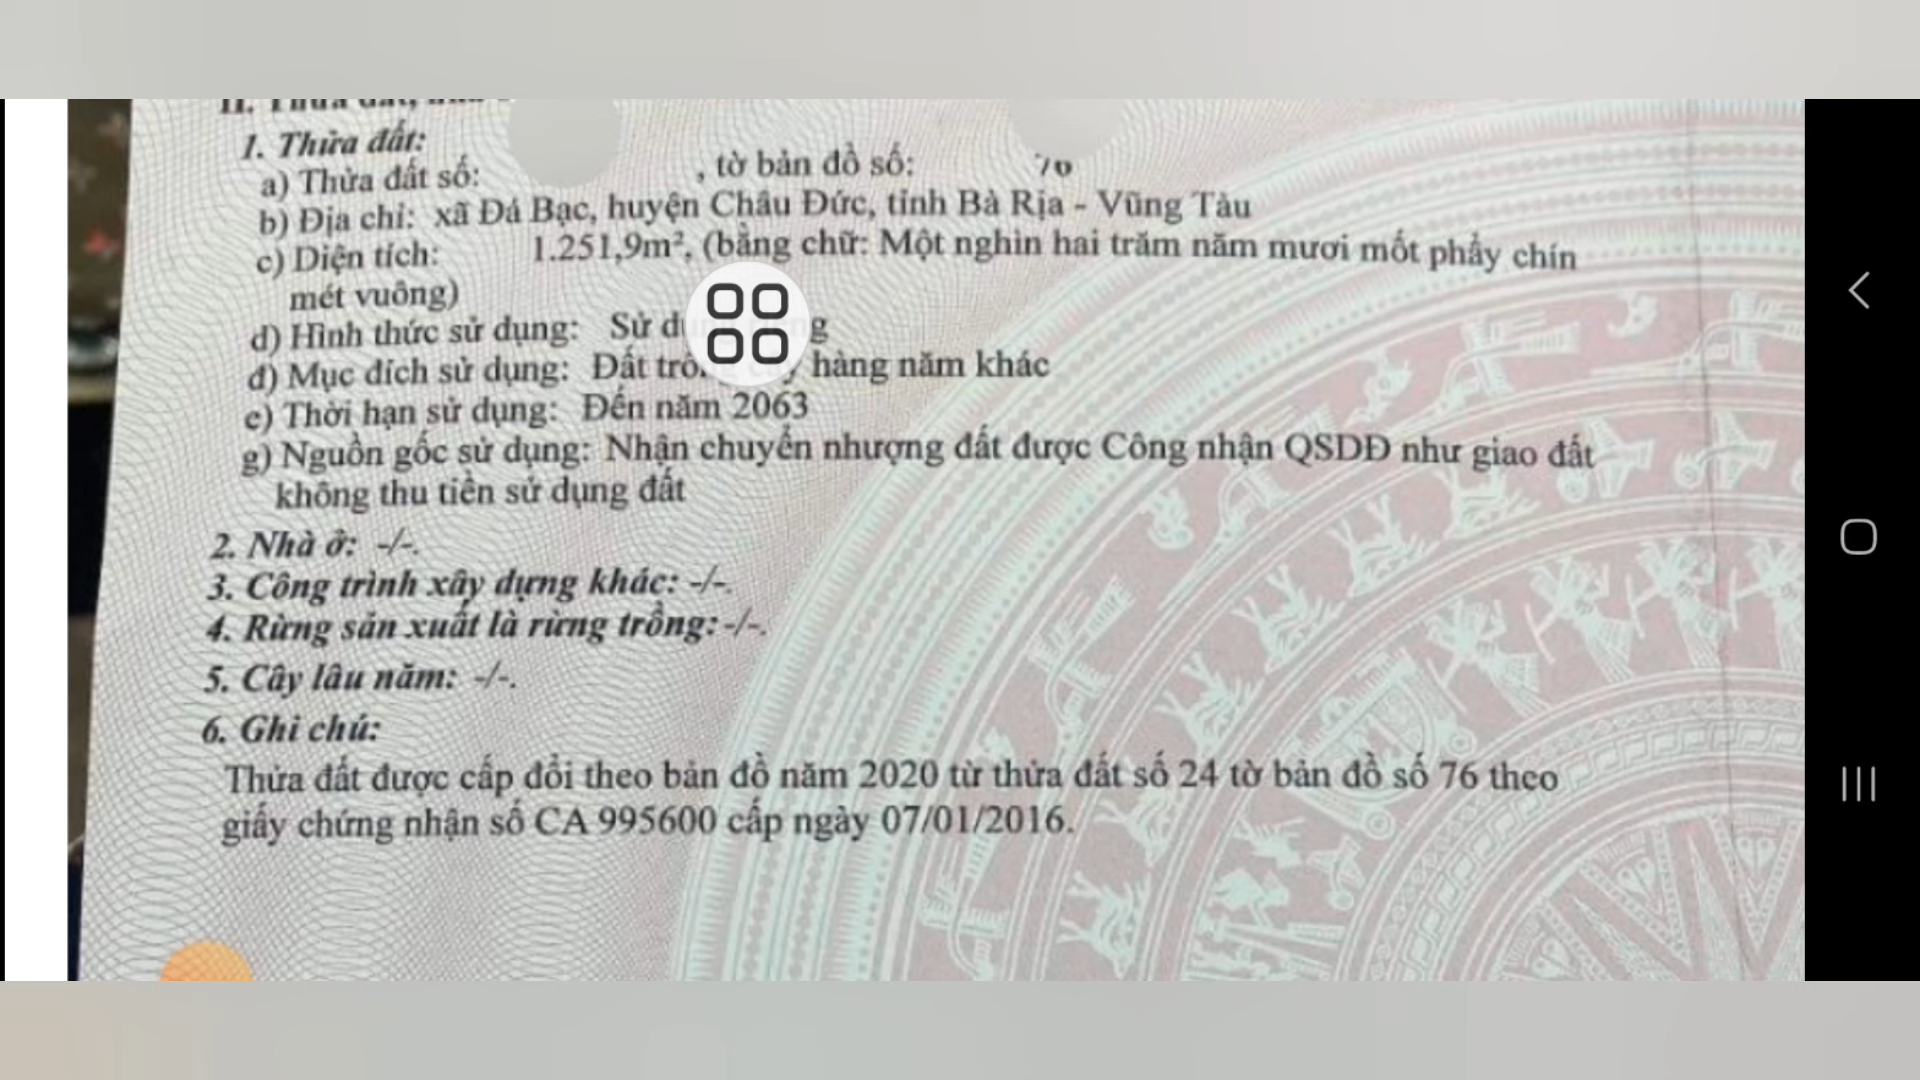 1. Thửa đất:
a) Thửa đất số: , tờ bản đồ số: 76
b) Địa chỉ: xã Đá Bạc, huyện Châu Đức, tỉnh Bà Rịa - Vũng Tàu
c) Diện tích: 1.251,9m², (bằng chữ: Một nghìn hai trăm năm mươi mốt phẩy chín
mét vuông)
d) Hình thức sử dụng: Sử
đ) Mục đích sử dụng: Đất hàng năm khác
e) Thời hạn sử dụng: Đến năm 2063
g) Nguồn gốc sử dụng: Nhận chuyển nhượng đất được Công nhận QSDĐ như giao đất
không thu tiền sử dụng đất
2. Nhà ở: -/-.
3. Công trình xây dựng khác: -/-.
4. Rừng sản xuất là rừng trồng: -/-.
5. Cây lâu năm: -/-.
6. Ghi chú:
Thửa đất được cấp đổi theo bản đồ năm 2020 từ thửa đất số 24 tờ bản đồ số 76 theo
giấy chứng nhận số CA 995600 cấp ngày 07/01/2016.